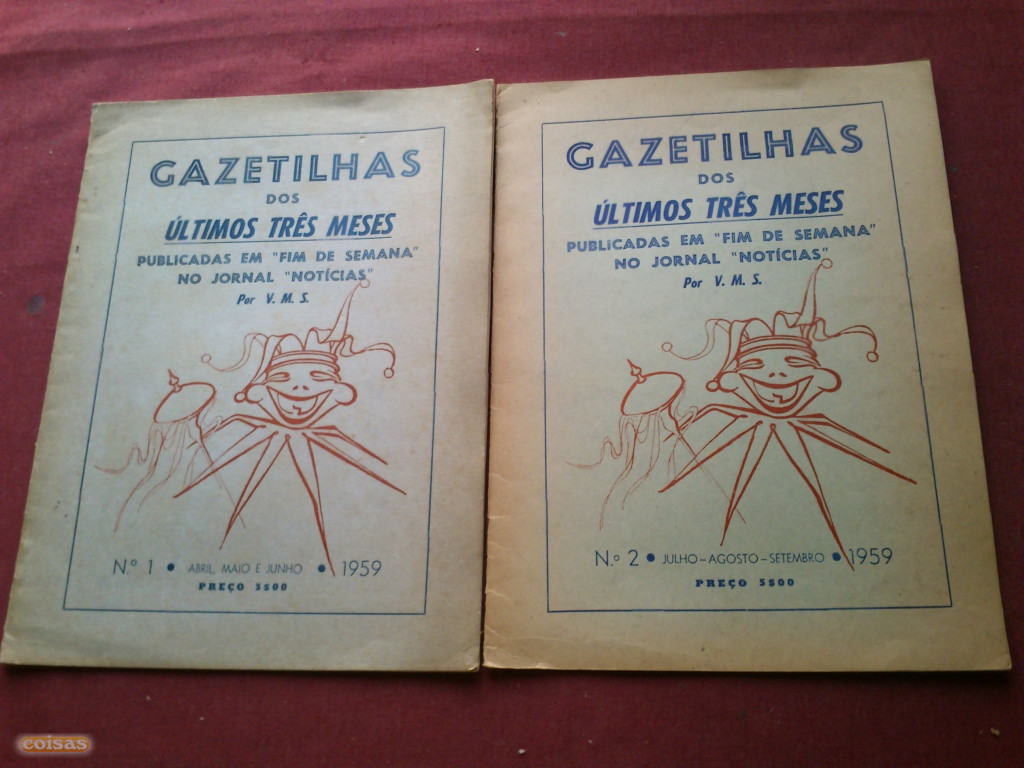 GAZETILHAS
DOS
ÚLTIMOS TRÊS MESES
PUBLICADAS EM "FIM DE SEMANA"
NO JORNAL "NOTÍCIAS"
Por V. M. S.
N.º 1 • ABRIL, MAIO E JUNHO • 1959
PREÇO 5$00
GAZETILHAS
DOS
ÚLTIMOS TRÊS MESES
PUBLICADAS EM "FIM DE SEMANA"
NO JORNAL "NOTÍCIAS"
Por V. M. S.
N.º 2 • JULHO – AGOSTO – SETEMBRO • 1959
PREÇO 5$00
coisas